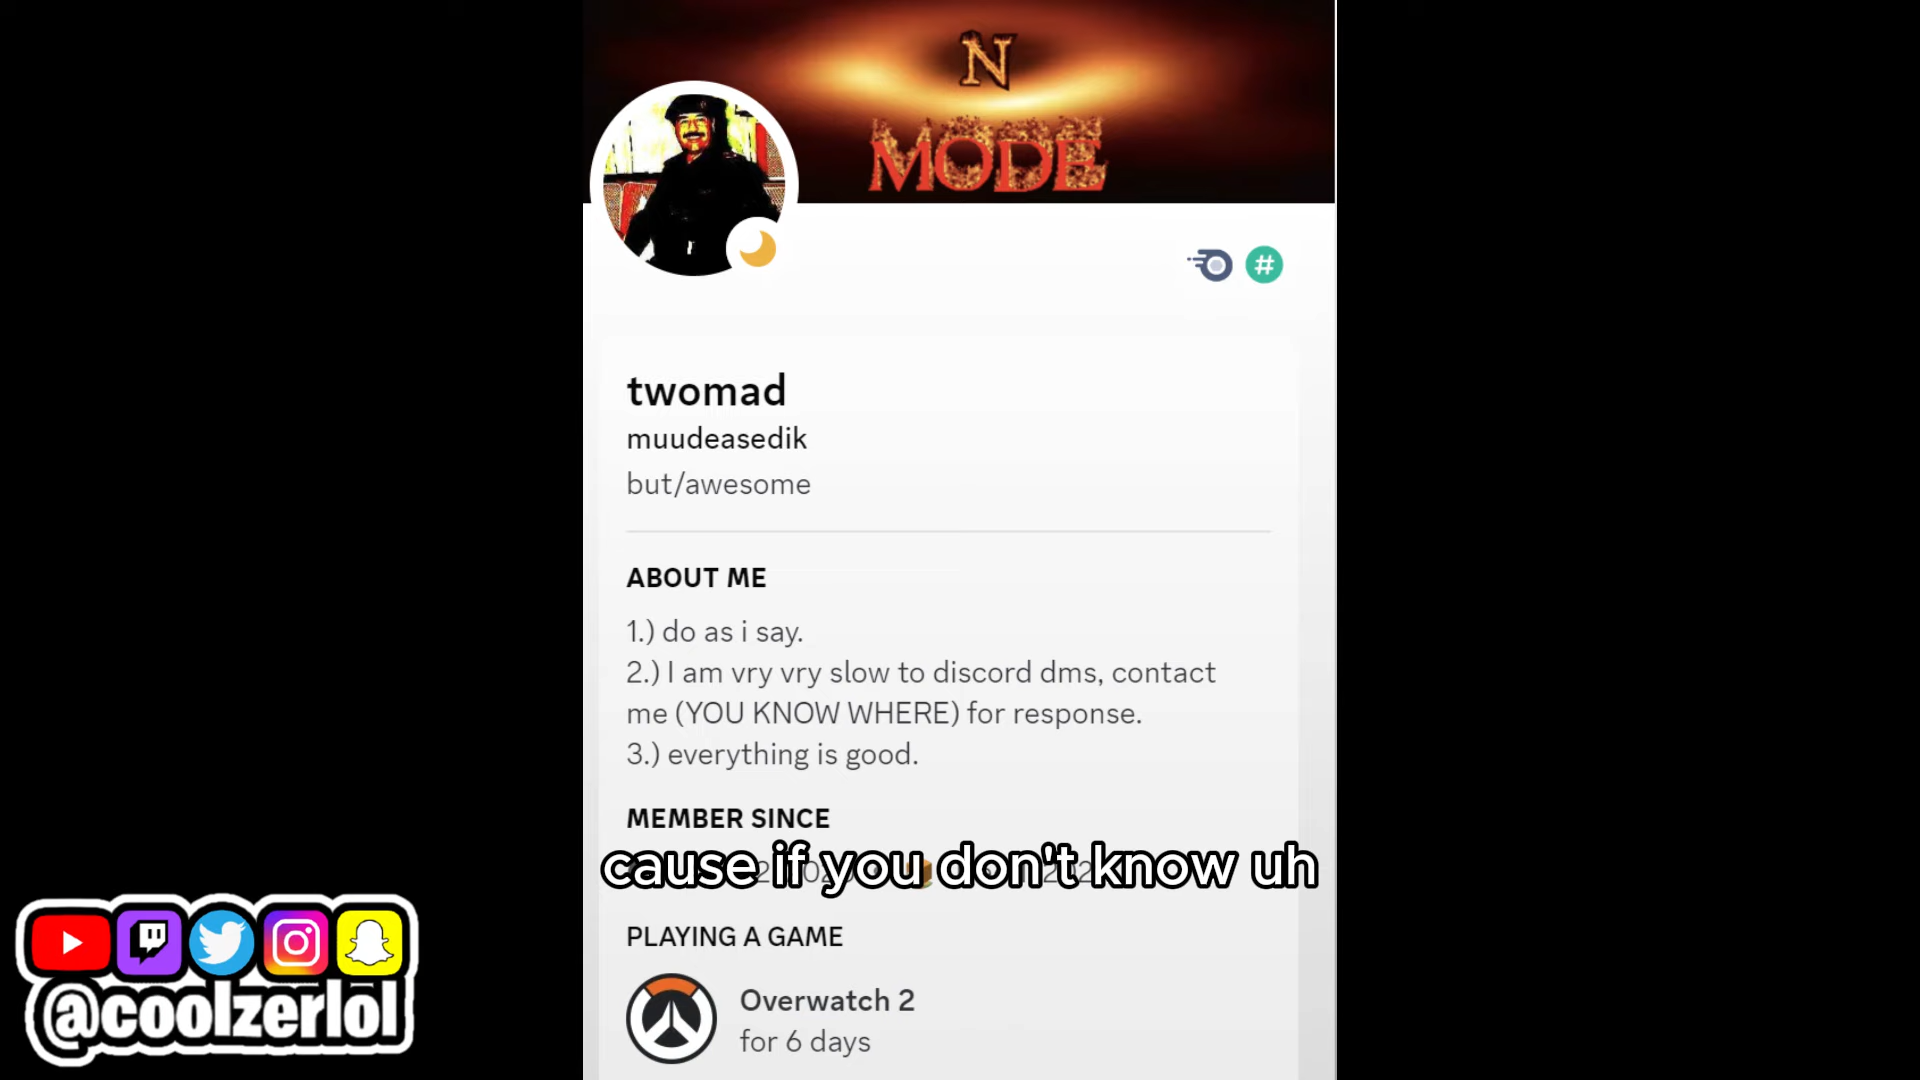 N
MODE
twomad
muudeasedik
but/awesome
ABOUT ME
1.) do as i say.
2.) I am vry vry slow to discord dms, contact
me (YOU KNOW WHERE) for response.
3.) everything is good.
MEMBER SINCE
cause if you don't know uh
PLAYING A GAME
Overwatch 2
for 6 days
@coolzerlol